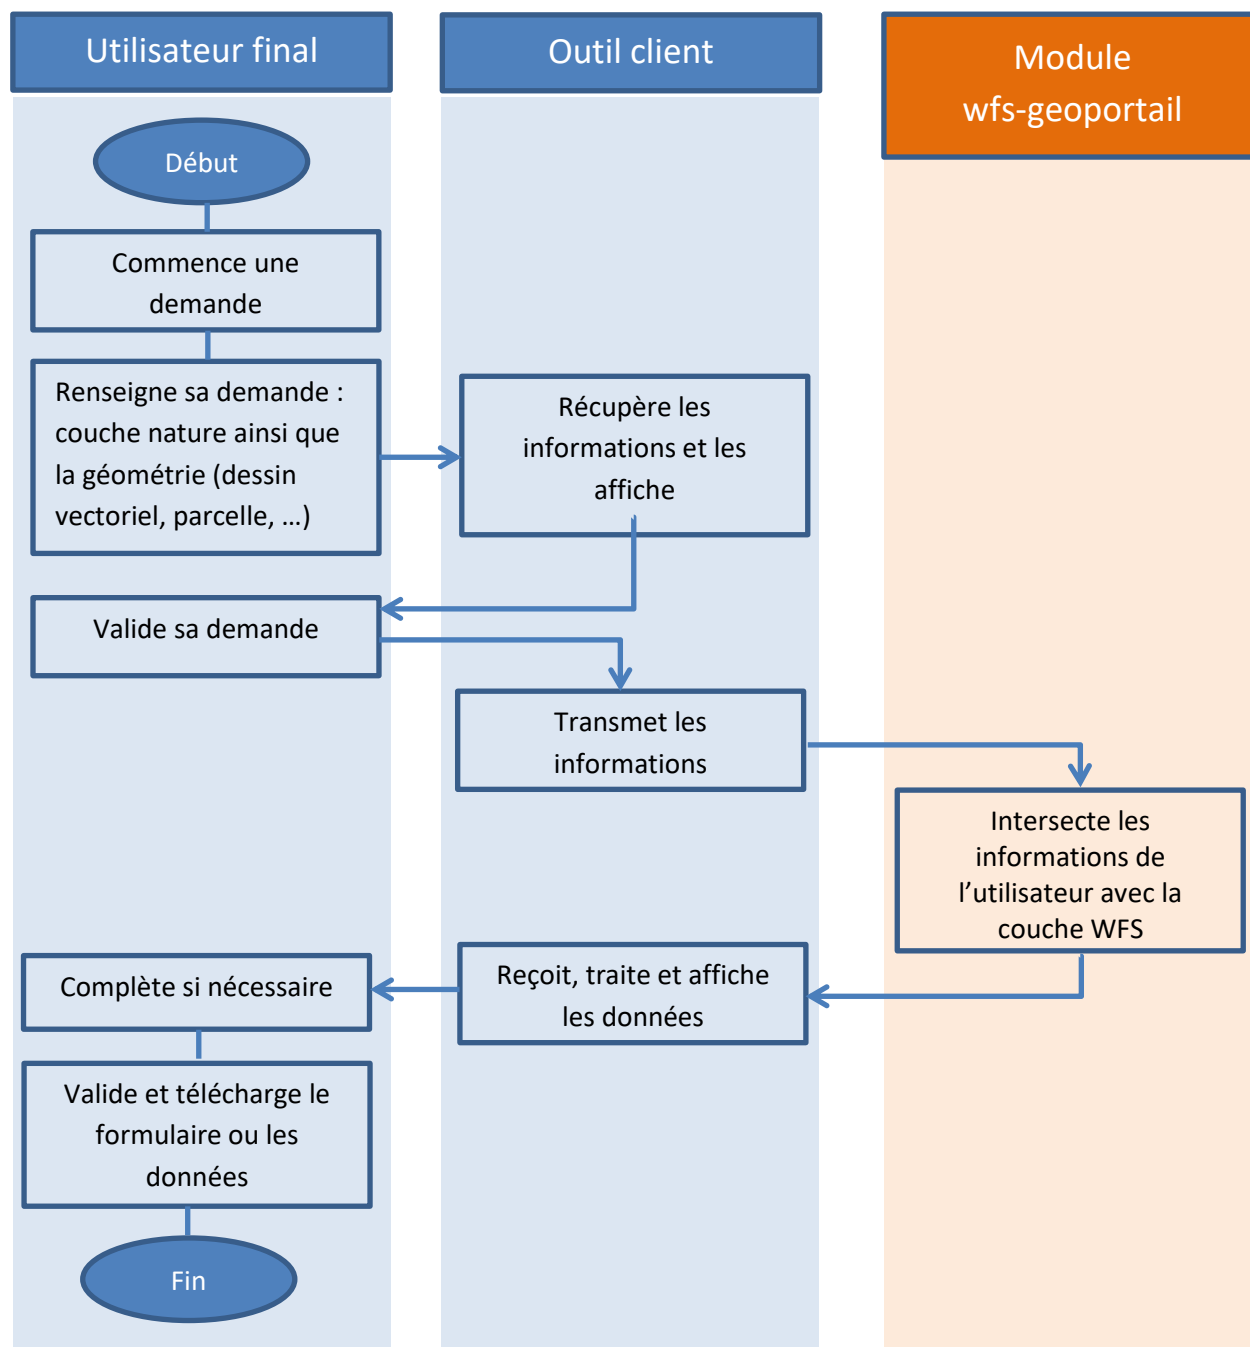 Utilisateur final
Outil client
Module
wfs-geoportail
Début
Commence une
demande
Renseigne sa demande :
couche nature ainsi que
la géométrie (dessin
vectoriel, parcelle, …)
Récupère les
informations et les
affiche
Valide sa demande
Transmet les
informations
Intersecte les
informations de
l’utilisateur avec la
couche WFS
Reçoit, traite et affiche
les données
Complète si nécessaire
Valide et télécharge le
formulaire ou les
données
Fin